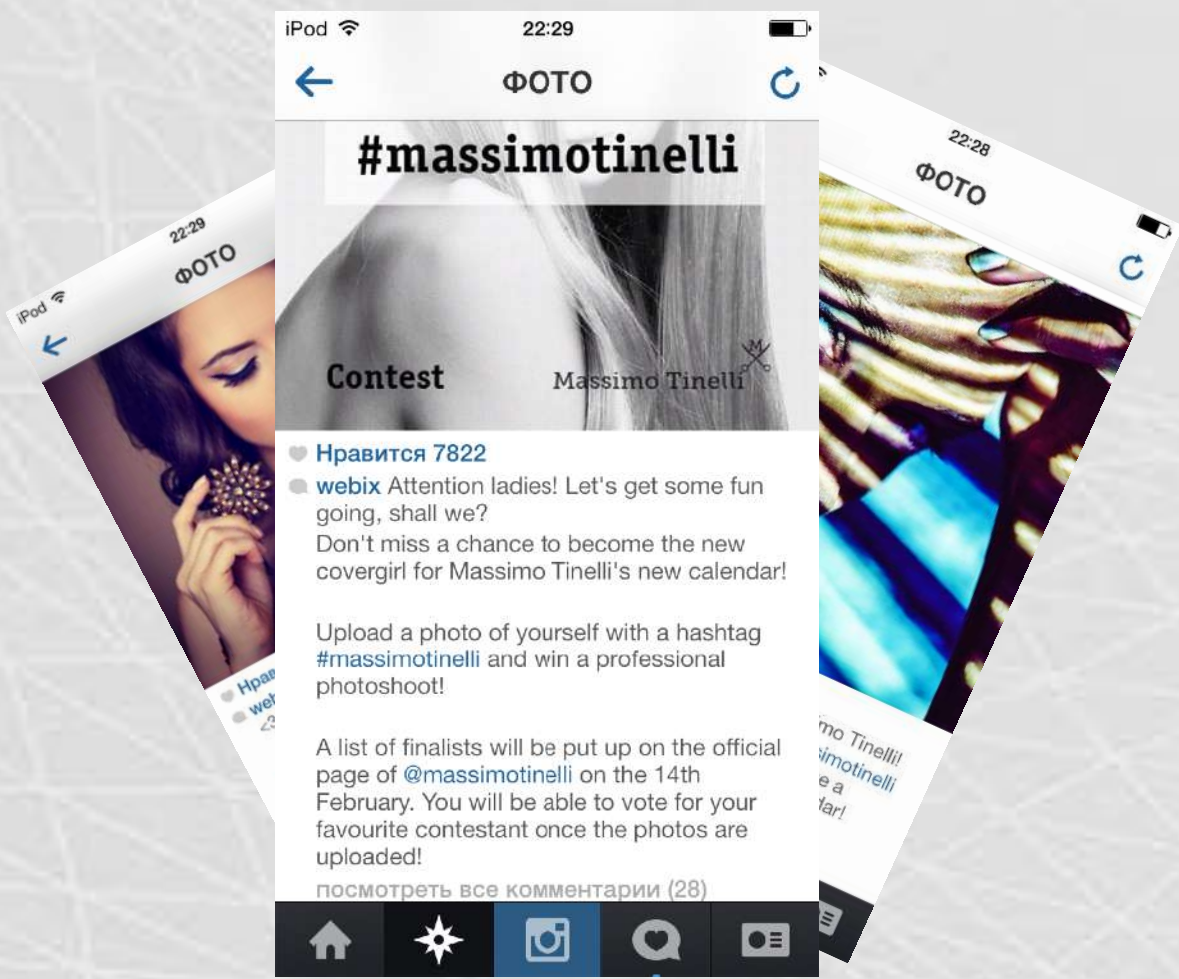 iPod 22:29
ФОТО
#massimotinelli
Contest Massimo Tinelli
Нравится 7822
webix Attention ladies! Let's get some fun
going, shall we?
Don't miss a chance to become the new
covergirl for Massimo Tinelli's new calendar!
Upload a photo of yourself with a hashtag
#massimotinelli and win a professional
photoshoot!
A list of finalists will be put up on the official
page of @massimotinelli on the 14th
February. You will be able to vote for your
favourite contestant once the photos are
uploaded!
посмотреть все комментарии (28)
iPod 22:29
ФОТО
22:28
ФОТО
Tinelli!